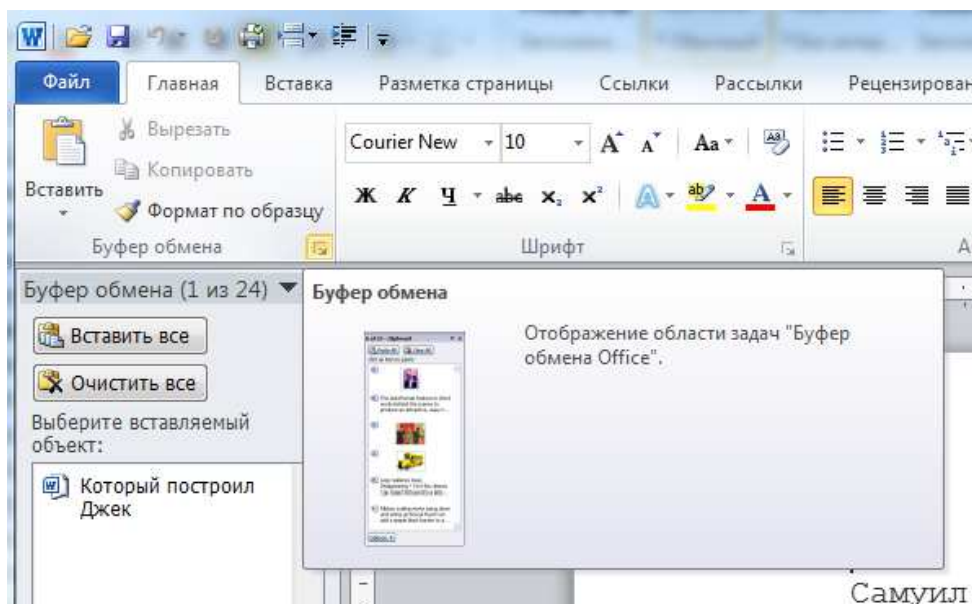 Файл Главная Вставка Разметка страницы Ссылки Рассылки Рецензирован
Вырезать
Копировать
Вставить
Формат по образцу
Буфер обмена
Courier New 10
Aa
Ж К Ч abc x₂ x²
Шрифт
А
Буфер обмена (1 из 24)
Вставить все
Очистить все
Выберите вставляемый
объект:
Который построил
Джек
Буфер обмена
Отображение области задач "Буфер
обмена Office".
Самуил